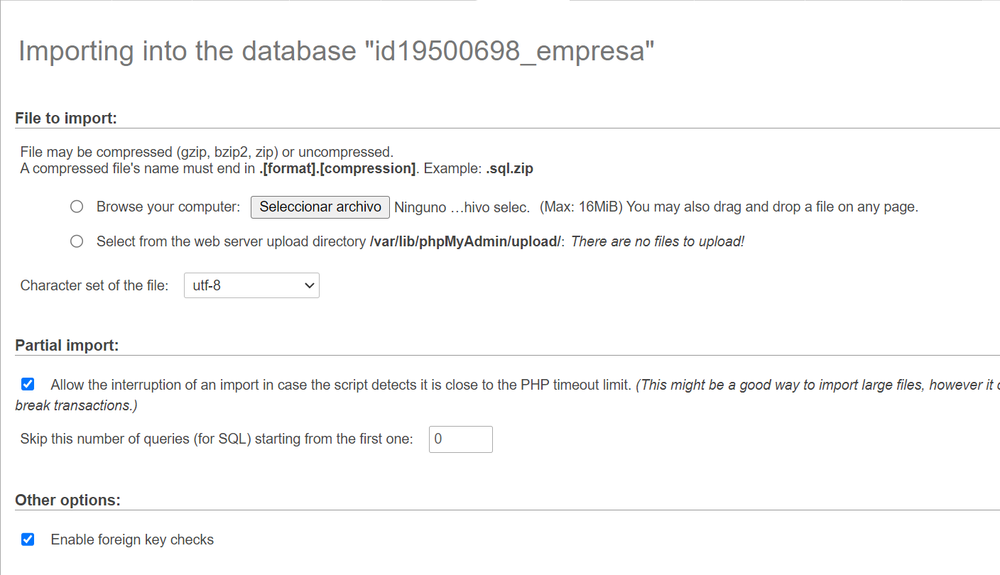 Importing into the database "id19500698_empresa"
File to import:
File may be compressed (gzip, bzip2, zip) or uncompressed.
A compressed file's name must end in .[format].[compression]. Example: .sql.zip
Browse your computer: Seleccionar archivo Ninguno …hivo selec. (Max: 16MiB) You may also drag and drop a file on any page.
Select from the web server upload directory /var/lib/phpMyAdmin/upload/: There are no files to upload!
Character set of the file: utf-8
Partial import:
Allow the interruption of an import in case the script detects it is close to the PHP timeout limit. (This might be a good way to import large files, however it
break transactions.)
Skip this number of queries (for SQL) starting from the first one: 0
Other options:
Enable foreign key checks